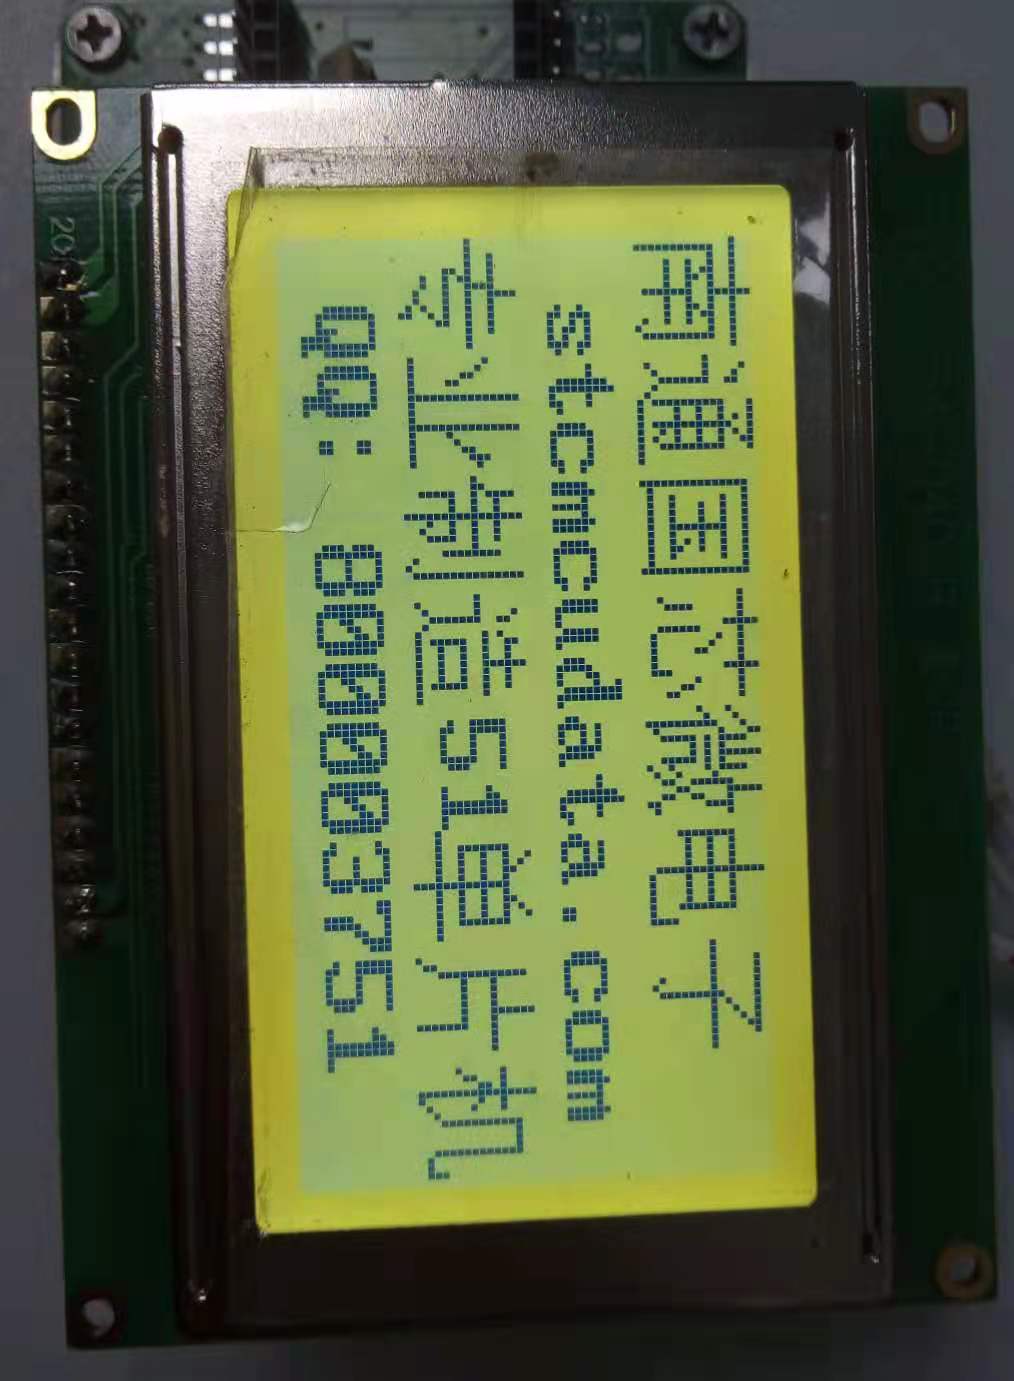 南通国芯微电子
stcmcudata.com
专业制造51单片机
QQ: 800003751
20